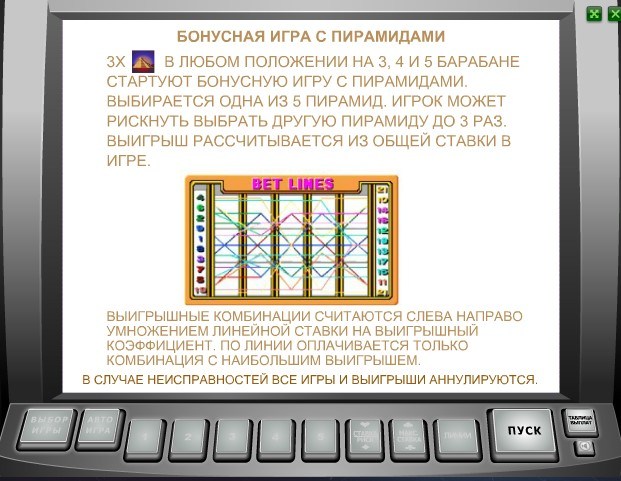 БОНУСНАЯ ИГРА С ПИРАМИДАМИ
3X В ЛЮБОМ ПОЛОЖЕНИИ НА 3, 4 И 5 БАРАБАНЕ
СТАРТУЮТ БОНУСНУЮ ИГРУ С ПИРАМИДАМИ.
ВЫБИРАЕТСЯ ОДНА ИЗ 5 ПИРАМИД. ИГРОК МОЖЕТ
РИСКНУТЬ ВЫБРАТЬ ДРУГУЮ ПИРАМИДУ ДО 3 РАЗ.
ВЫИГРЫШ РАССЧИТЫВАЕТСЯ ИЗ ОБЩЕЙ СТАВКИ В
ИГРЕ.
BET LINES
ВЫИГРЫШНЫЕ КОМБИНАЦИИ СЧИТАЮТСЯ СЛЕВА НАПРАВО
УМНОЖЕНИЕМ ЛИНЕЙНОЙ СТАВКИ НА ВЫИГРЫШНЫЙ
КОЭФФИЦИЕНТ. ПО ЛИНИИ ОПЛАЧИВАЕТСЯ ТОЛЬКО
КОМБИНАЦИЯ С НАИБОЛЬШИМ ВЫИГРЫШЕМ.
В СЛУЧАЕ НЕИСПРАВНОСТЕЙ ВСЕ ИГРЫ И ВЫИГРЫШИ АННУЛИРУЮТСЯ.
ВЫБОР
ИГРЫ
АВТО
ИГРА
1 2 3 4 5
ПУСК
ТАБЛИЦА
ВЫПЛАТ